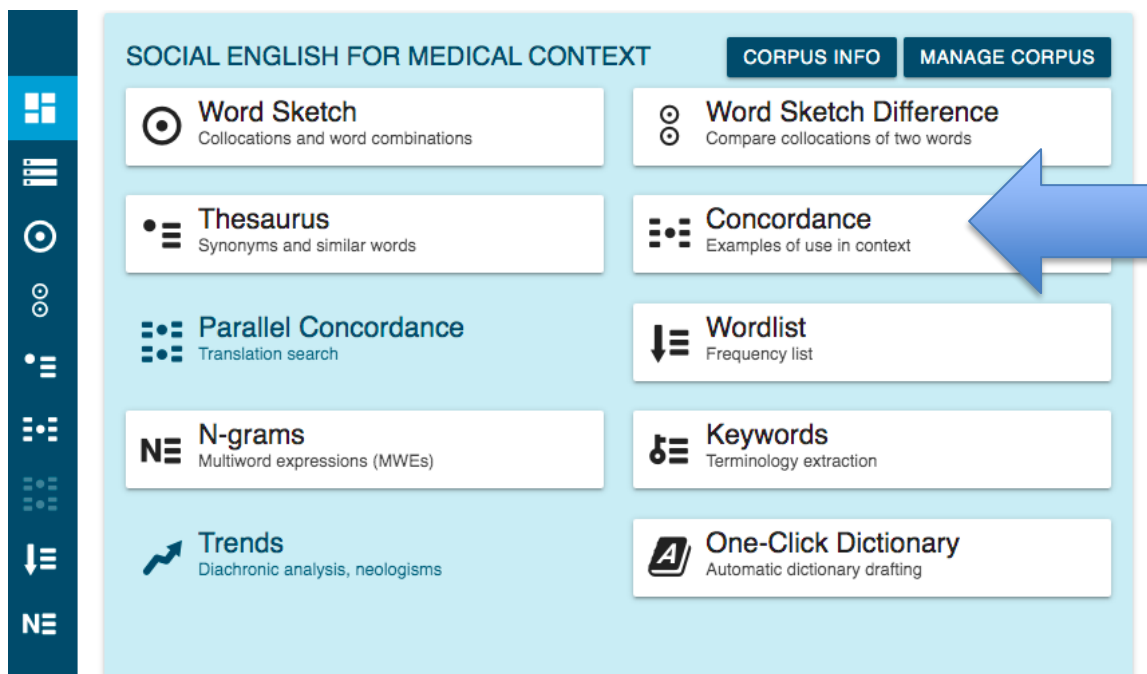 SOCIAL ENGLISH FOR MEDICAL CONTEXT
CORPUS INFO
MANAGE CORPUS
Word Sketch
Collocations and word combinations
Word Sketch Difference
Compare collocations of two words
Thesaurus
Synonyms and similar words
Concordance
Examples of use in context
Parallel Concordance
Translation search
Wordlist
Frequency list
N-grams
Multiword expressions (MWEs)
Keywords
Terminology extraction
Trends
Diachronic analysis, neologisms
One-Click Dictionary
Automatic dictionary drafting
N
N
A